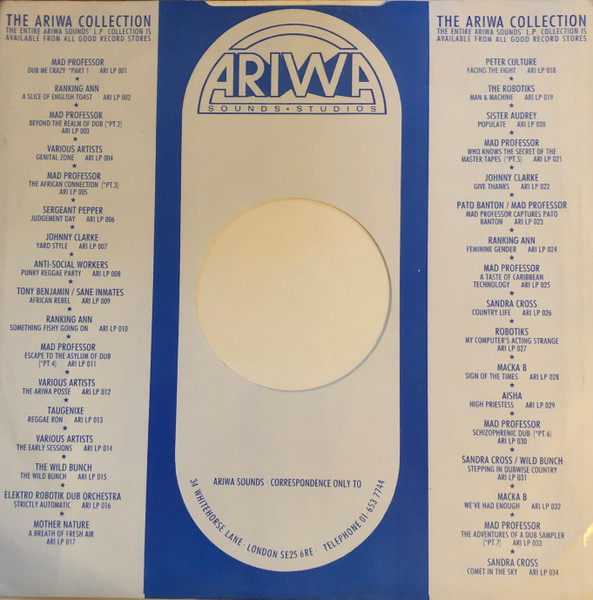 THE ARIWA COLLECTION
THE ENTIRE ARIWA SOUNDS' L.P. COLLECTION IS
AVAILABLE FROM ALL GOOD RECORD STORES
MAD PROFESSOR
DUB ME CRAZY *PART 1 ARI LP 001
★
RANKING ANN
A SLICE OF ENGLISH TOAST ARI LP 002
★
MAD PROFESSOR
BEYOND THE REALM OF DUB (*PT.2)
ARI LP 003
★
VARIOUS ARTISTS
GENITAL ZONE ARI LP 004
★
MAD PROFESSOR
THE AFRICAN CONNECTION (*PT.3)
ARI LP 005
★
SERGEANT PEPPER
JUDGEMENT DAY ARI LP 006
★
JOHNNY CLARKE
YARD STYLE ARI LP 007
★
ANTI-SOCIAL WORKERS
PUNKY REGGAE PARTY ARI LP 008
★
TONY BENJAMIN / SANE INMATES
AFRICAN REBEL ARI LP 009
★
RANKING ANN
SOMETHING FISHY GOING ON ARI LP 010
★
MAD PROFESSOR
ESCAPE TO THE ASYLUM OF DUB
(*PT.4) ARI LP 011
★
VARIOUS ARTISTS
THE ARIWA POSSE ARI LP 012
★
TAUGENIXE
REGGAE RON ARI LP 013
★
VARIOUS ARTISTS
THE EARLY SESSIONS ARI LP 014
★
THE WILD BUNCH
THE WILD BUNCH ARI LP 015
★
ELEKTRO ROBOTIK DUB ORCHESTRA
STRICTLY AUTOMATIC ARI LP 016
★
MOTHER NATURE
A BREATH OF FRESH AIR
ARI LP 017
ARIWA
SOUNDS • STUDIOS
ARIWA SOUNDS · CORRESPONDENCE ONLY TO
34 WHITEHORSE LANE · LONDON SE25 6RE · TELEPHONE 01 653 7744
THE ARIWA COLLECTION
THE ENTIRE ARIWA SOUNDS' L.P. COLLECTION IS
AVAILABLE FROM ALL GOOD RECORD STORES
PETER CULTURE
FACING THE FIGHT ARI LP 018
★
THE ROBOTIKS
MAN & MACHINE ARI LP 019
★
SISTER AUDREY
POPULATE ARI LP 020
★
MAD PROFESSOR
WHO KNOWS THE SECRET OF THE
MASTER TAPES (*PT.5) ARI LP 021
★
JOHNNY CLARKE
GIVE THANKS ARI LP 022
★
PATO BANTON / MAD PROFESSOR
MAD PROFESSOR CAPTURES PATO
BANTON ARI LP 023
★
RANKING ANN
FEMININE GENDER ARI LP 024
★
MAD PROFESSOR
A TASTE OF CARIBBEAN
TECHNOLOGY ARI LP 025
★
SANDRA CROSS
COUNTRY LIFE ARI LP 026
★
ROBOTIKS
MY COMPUTER'S ACTING STRANGE
ARI LP 027
★
MACKA B
SIGN OF THE TIMES ARI LP 028
★
AISHA
HIGH PRIESTESS ARI LP 029
★
MAD PROFESSOR
SCHIZOPHRENIC DUB (*PT.6)
ARI LP 030
★
SANDRA CROSS / WILD BUNCH
STEPPING IN DUBWISE COUNTRY
ARI LP 031
★
MACKA B
WE'VE HAD ENOUGH ARI LP 032
★
MAD PROFESSOR
THE ADVENTURES OF A DUB SAMPLER
(*PT.7) ARI LP 033
★
SANDRA CROSS
COMET IN THE SKY ARI LP 034